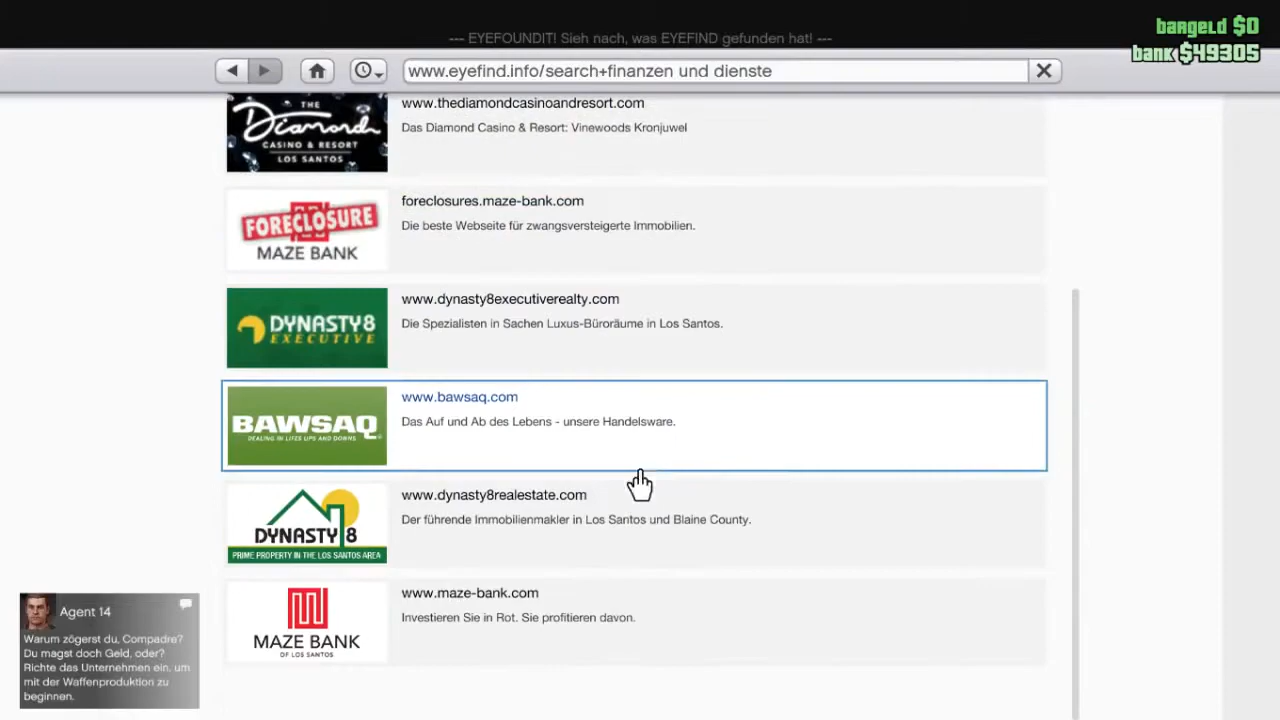 bargeld $0
--- EYEFOUNDIT! Sieh nach, was EYEFIND gefunden hat! ---
bank $49305
www.eyefind.info/search+finanzen und dienste
THE
Diamond
CASINO & RESORT
LOS SANTOS
www.thediamondcasinoandresort.com
Das Diamond Casino & Resort: Vinewoods Kronjuwel
FORECLOSURE
MAZE BANK
foreclosures.maze-bank.com
Die beste Webseite für zwangsversteigerte Immobilien.
DYNASTY8
EXECUTIVE
www.dynasty8executiverealty.com
Die Spezialisten in Sachen Luxus-Büroräume in Los Santos.
BAWSAQ
DEALING IN LIFES UPS AND DOWNS
www.bawsaq.com
Das Auf und Ab des Lebens - unsere Handelsware.
DYNASTY 8
PRIME PROPERTY IN THE LOS SANTOS AREA
www.dynasty8realestate.com
Der führende Immobilienmakler in Los Santos und Blaine County.
MAZE BANK
OF LOS SANTOS
www.maze-bank.com
Investieren Sie in Rot. Sie profitieren davon.
Agent 14
Warum zögerst du, Compadre?
Du magst doch Geld, oder?
Richte das Unternehmen ein, um
mit der Waffenproduktion zu
beginnen.